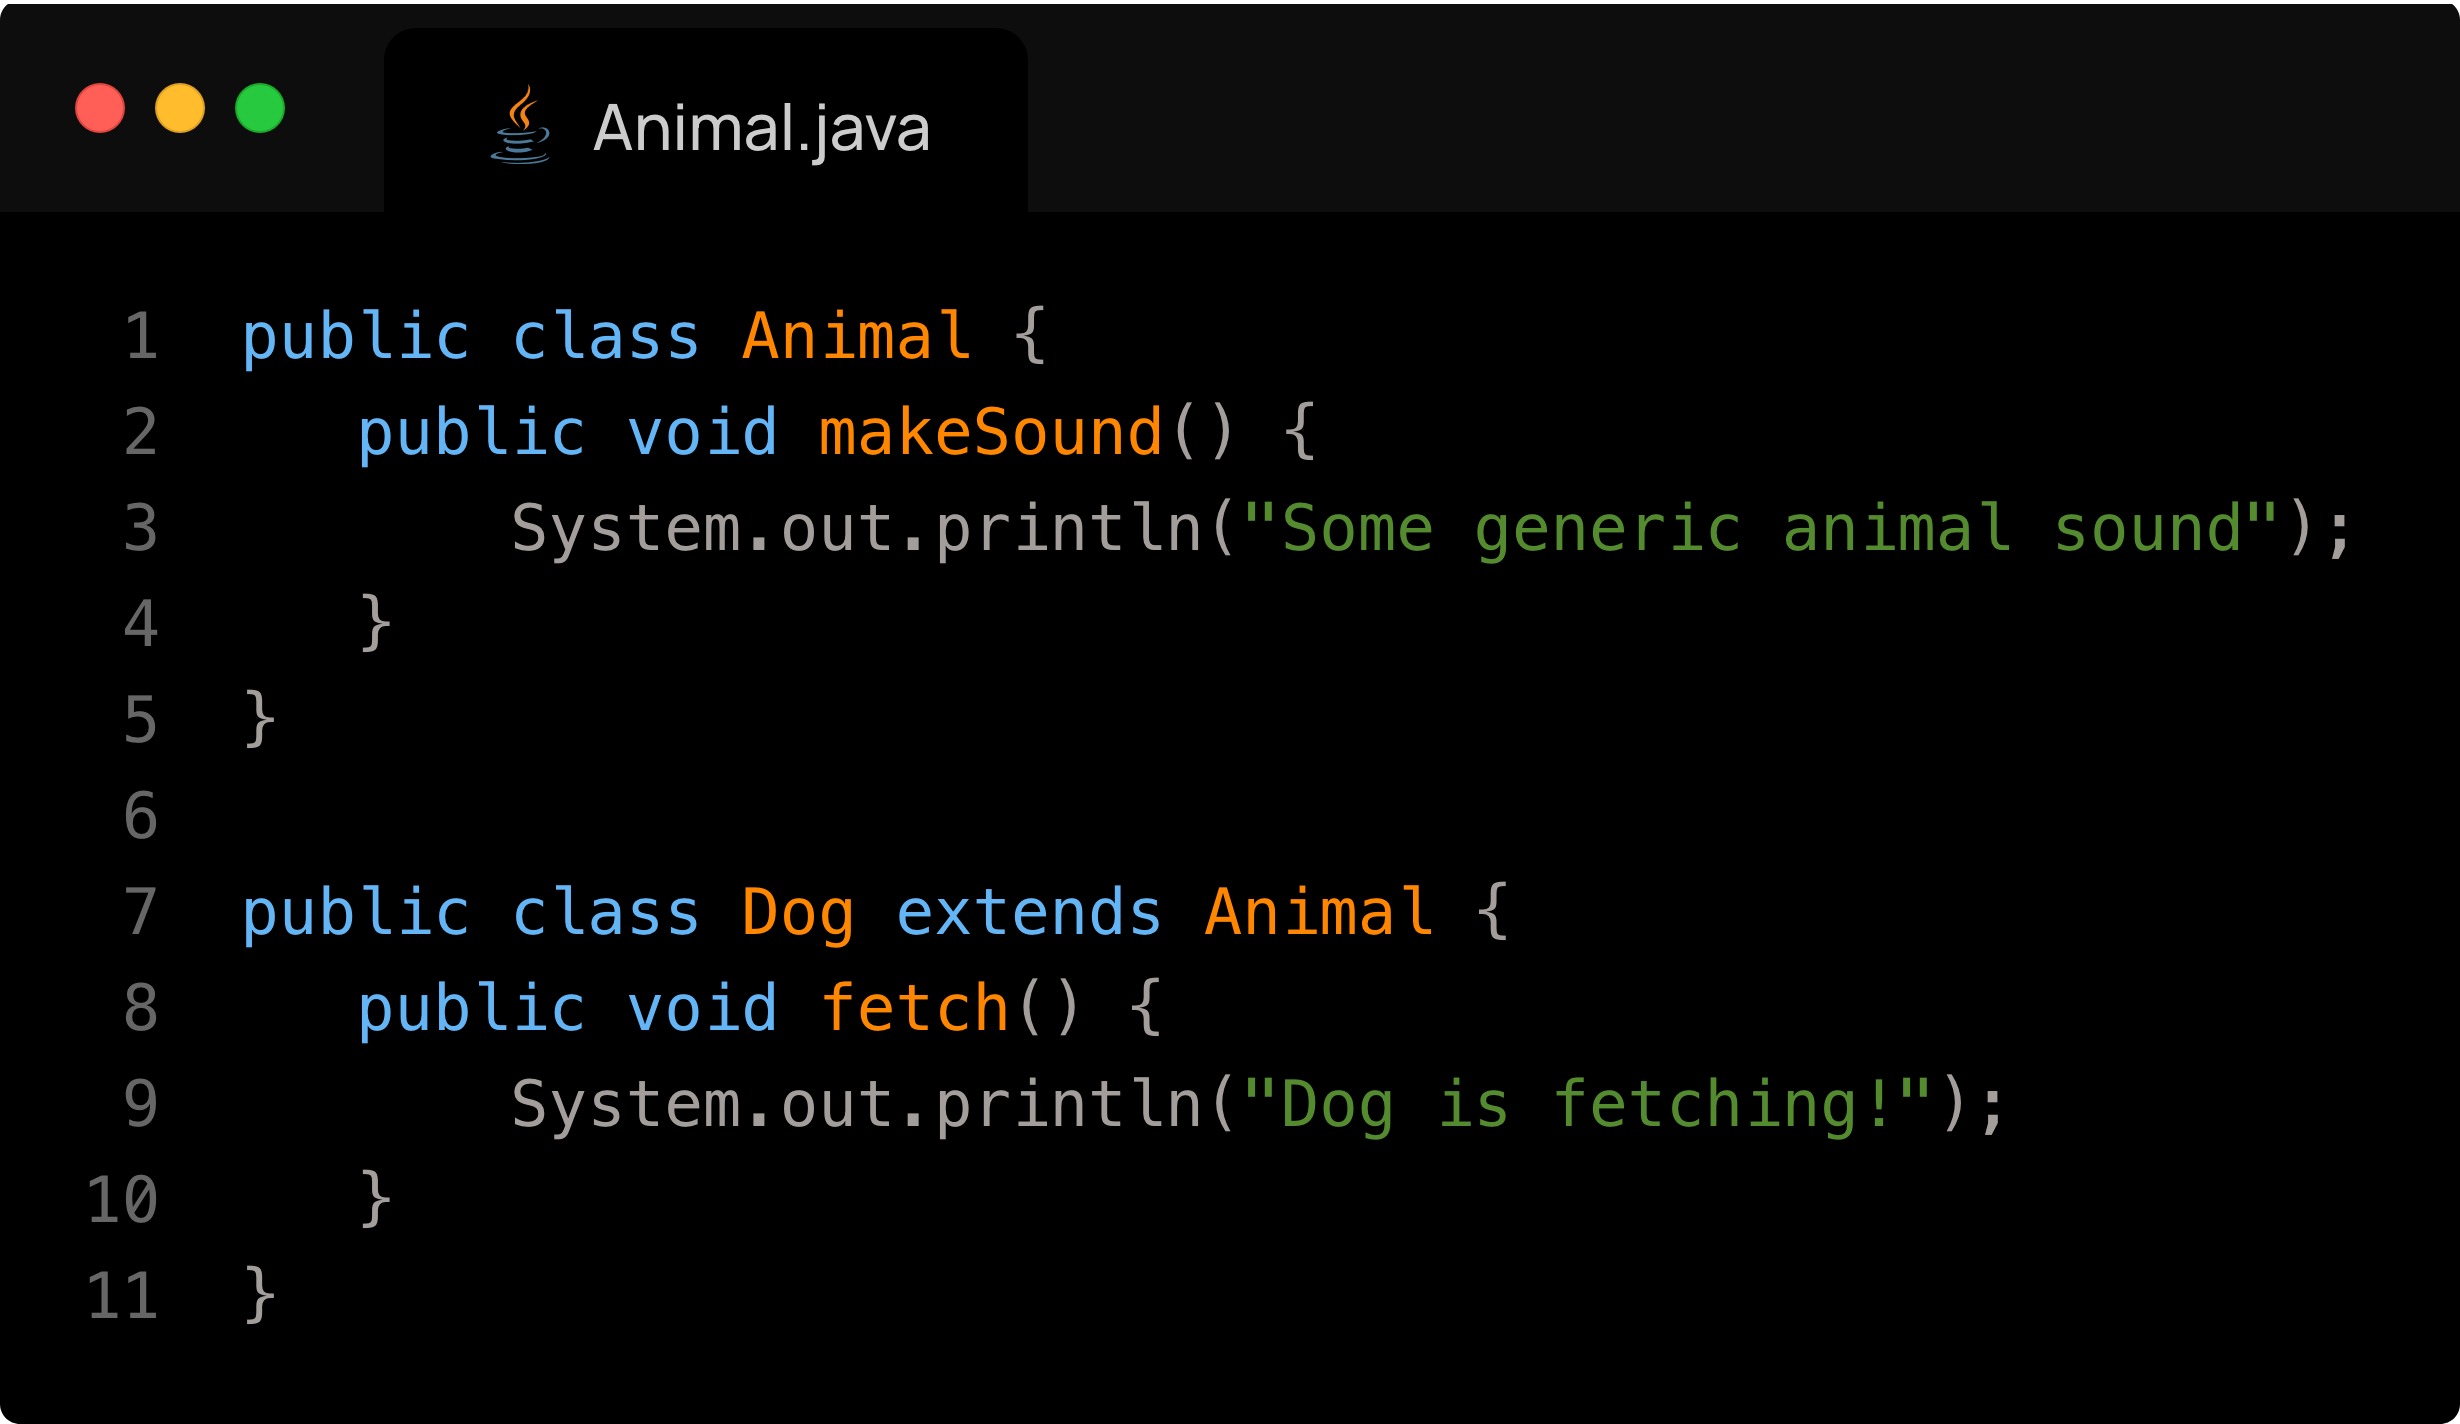 Animal.java
1 public class Animal {
2    public void makeSound() {
3        System.out.println("Some generic animal sound");
4    }
5 }
6
7 public class Dog extends Animal {
8    public void fetch() {
9        System.out.println("Dog is fetching!");
10    }
11 }